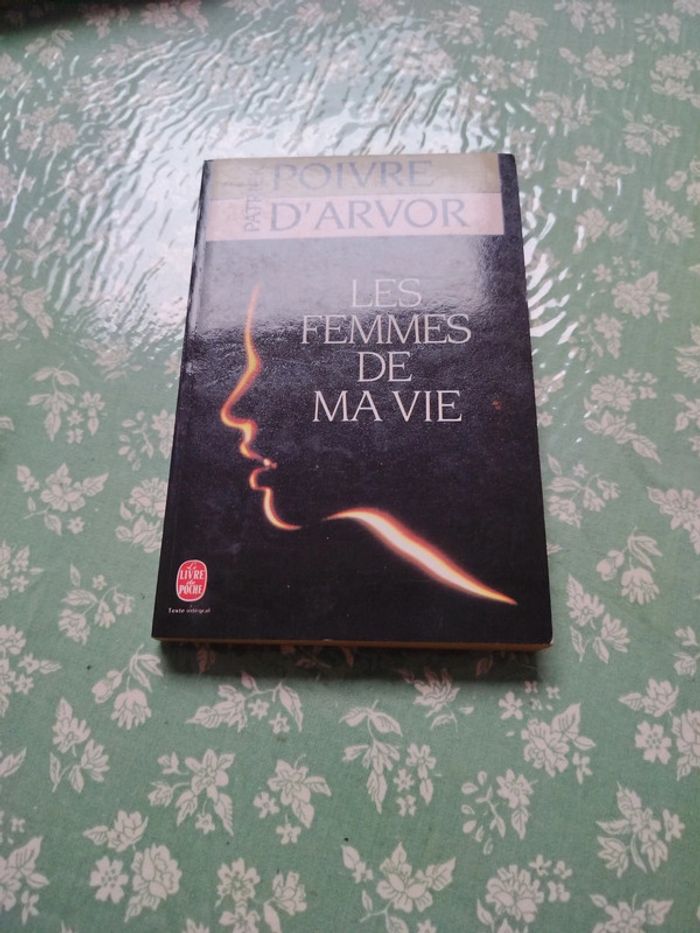 PATRICK
POIVRE
D'ARVOR
LES
FEMMES
DE
MA VIE
Le
LIVRE
de
POCHE
Texte intégral